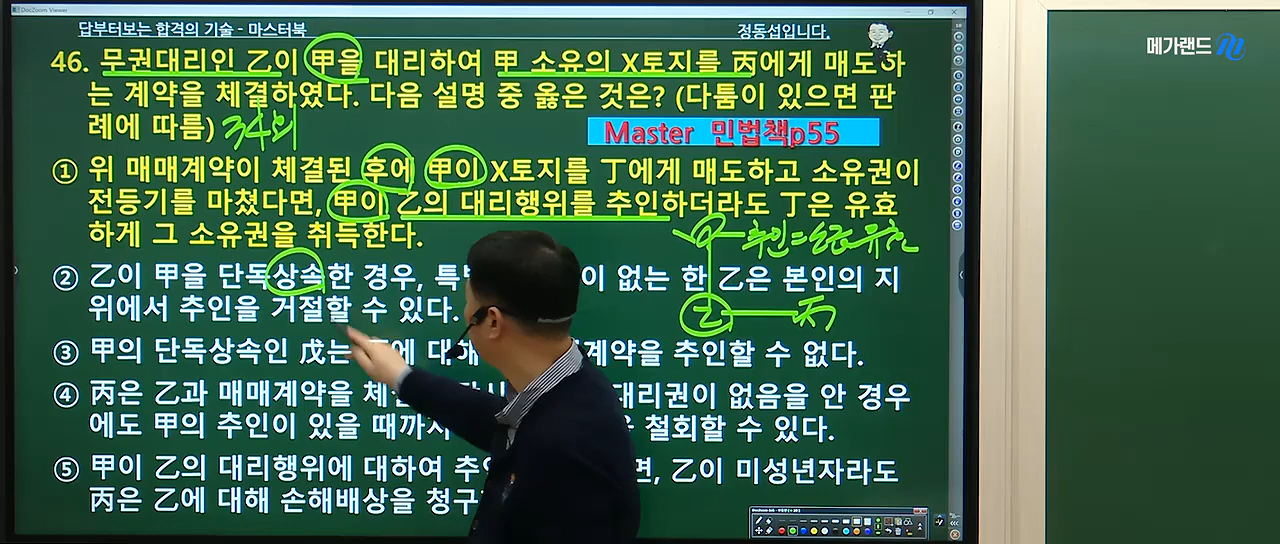 DocZoom Viewer
답부터보는 합격의 기술 - 마스터북
정동섭입니다.
메가랜드
46. 무권대리인 乙이 甲을 대리하여 甲 소유의 X토지를 丙에게 매도하
는 계약을 체결하였다. 다음 설명 중 옳은 것은? (다툼이 있으면 판
례에 따름)
Master 민법책p55
① 위 매매계약이 체결된 후에 甲이 X토지를 丁에게 매도하고 소유권이
전등기를 마쳤다면, 甲이 乙의 대리행위를 추인하더라도 丁은 유효
하게 그 소유권을 취득한다.
② 乙이 甲을 단독상속한 경우, 특 이 없는 한 乙은 본인의 지
위에서 추인을 거절할 수 있다.
③ 甲의 단독상속인 戊는 에 대해 계약을 추인할 수 없다.
④ 丙은 乙과 매매계약을 체 대리권이 없음을 안 경우
에도 甲의 추인이 있을 때까지 철회할 수 있다.
乙 丙
⑤ 甲이 乙의 대리행위에 대하여 추 면, 乙이 미성년자라도
丙은 乙에 대해 손해배상을 청구